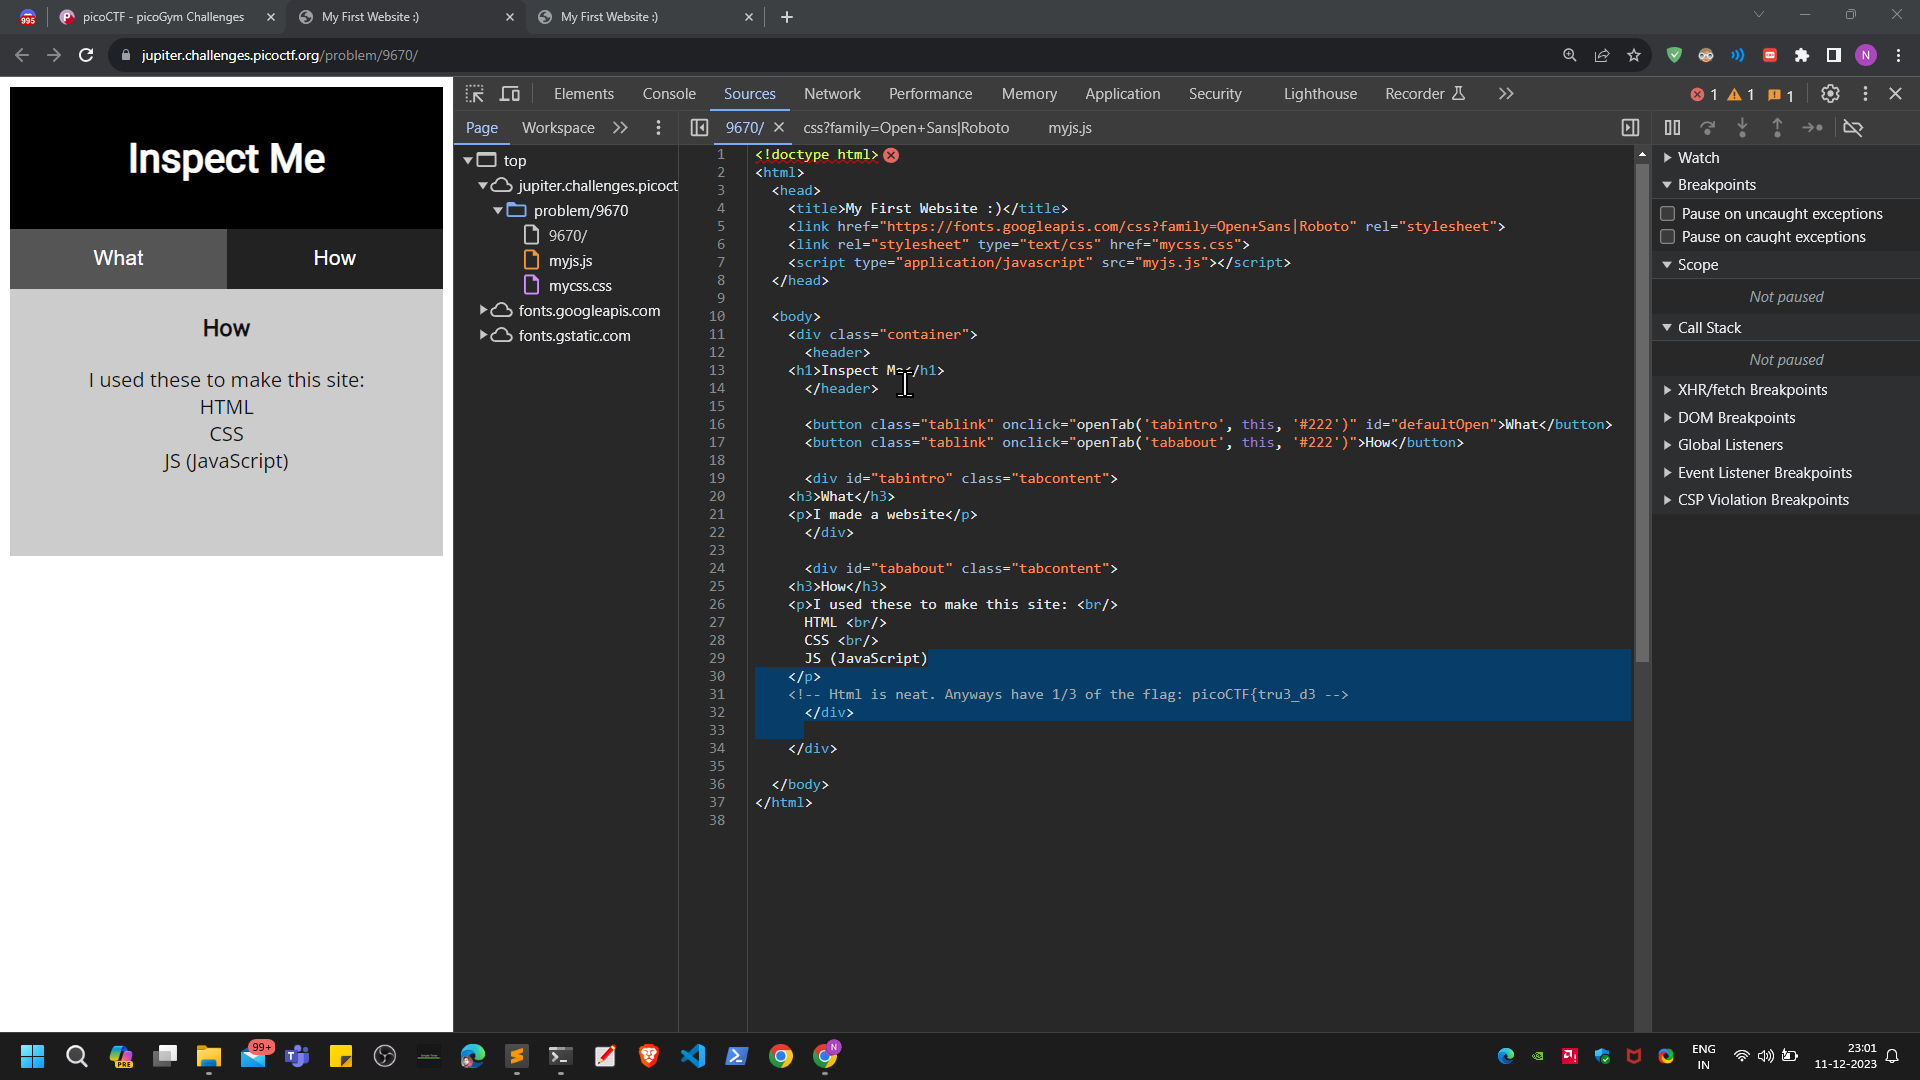 picoCTF - picoGym Challenges
My First Website :)
My First Website :)
jupiter.challenges.picoctf.org/problem/9670/
N
Inspect Me
What
How
How
I used these to make this site:
HTML
CSS
JS (JavaScript)
Elements
Console
Sources
Network
Performance
Memory
Application
Security
Lighthouse
Recorder
1
1
1
Page
Workspace
9670/
css?family=Open+Sans|Roboto
myjs.js
top
jupiter.challenges.picoct
problem/9670
9670/
myjs.js
mycss.css
fonts.googleapis.com
fonts.gstatic.com
1 <!doctype html>
2 <html>
3 <head>
4 <title>My First Website :)</title>
5 <link href="https://fonts.googleapis.com/css?family=Open+Sans|Roboto" rel="stylesheet">
6 <link rel="stylesheet" type="text/css" href="mycss.css">
7 <script type="application/javascript" src="myjs.js"></script>
8 </head>
9
10 <body>
11 <div class="container">
12 <header>
13 <h1>Inspect Me</h1>
14 </header>
15
16 <button class="tablink" onclick="openTab('tabintro', this, '#222')" id="defaultOpen">What</button>
17 <button class="tablink" onclick="openTab('tababout', this, '#222')">How</button>
18
19 <div id="tabintro" class="tabcontent">
20 <h3>What</h3>
21 <p>I made a website</p>
22 </div>
23
24 <div id="tababout" class="tabcontent">
25 <h3>How</h3>
26 <p>I used these to make this site: <br/>
27 HTML <br/>
28 CSS <br/>
29 JS (JavaScript)
30 </p>
31 <!-- Html is neat. Anyways have 1/3 of the flag: picoCTF{tru3_d3 -->
32 </div>
33
34 </div>
35
36 </body>
37 </html>
38
Watch
Breakpoints
Pause on uncaught exceptions
Pause on caught exceptions
Scope
Not paused
Call Stack
Not paused
XHR/fetch Breakpoints
DOM Breakpoints
Global Listeners
Event Listener Breakpoints
CSP Violation Breakpoints
PRE
99+
N
ENG
IN
23:01
11-12-2023